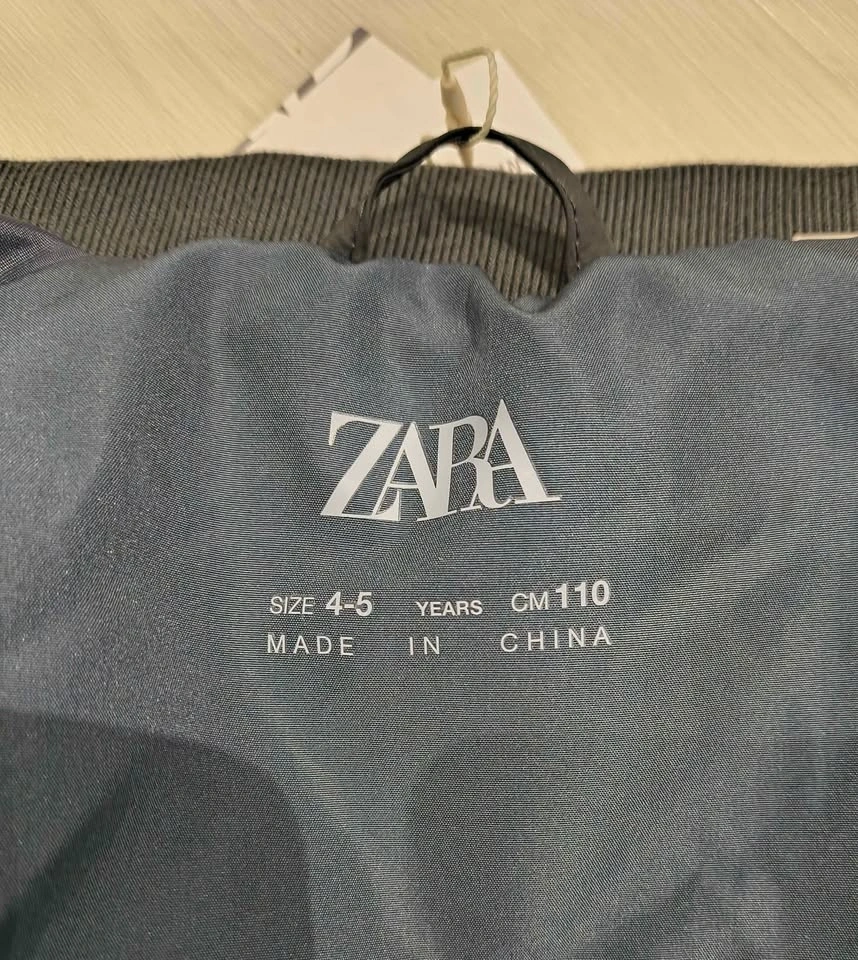 ZARA
SIZE 4-5 YEARS CM 110
MADE IN CHINA